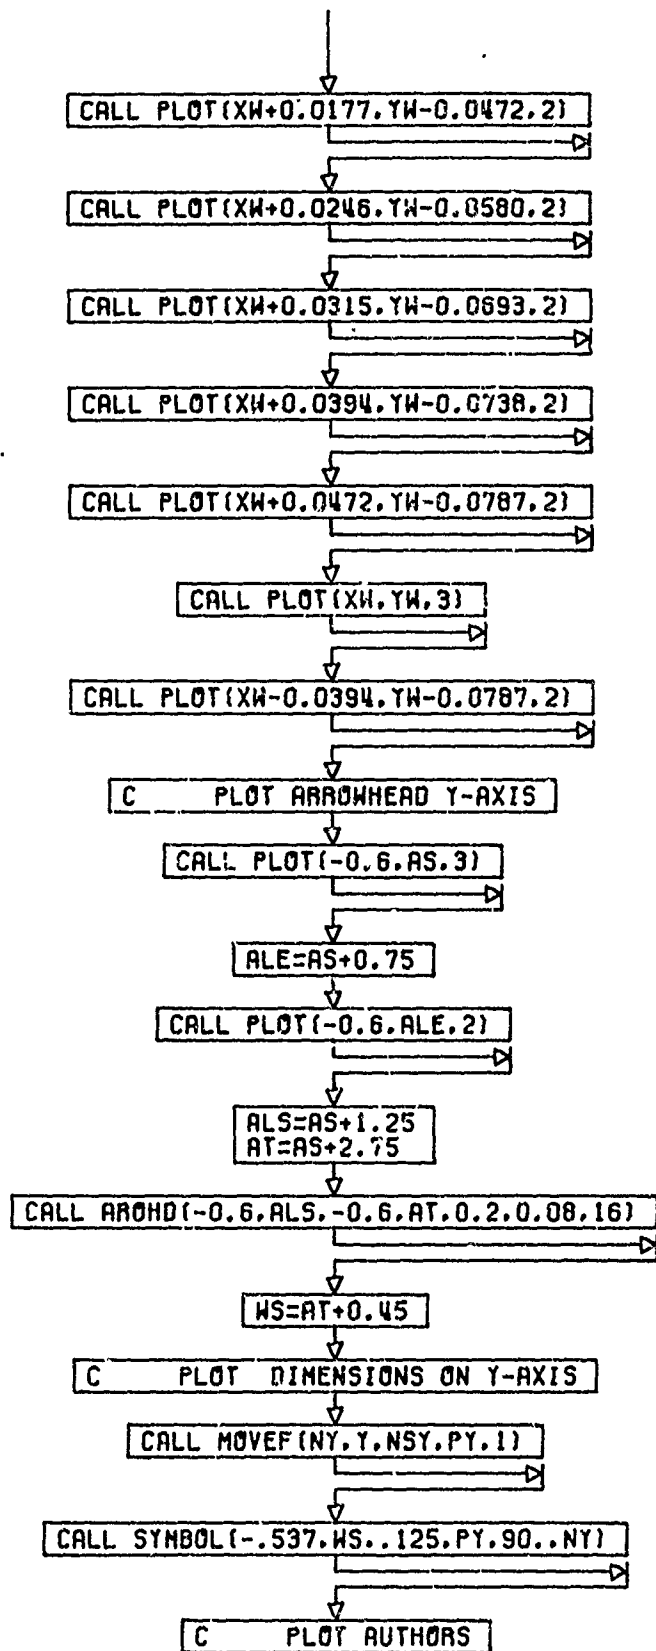 CALL PLOT(XW+0.0177,YW-0.0472,2)
CALL PLOT(XW+0.0246,YW-0.0580,2)
CALL PLOT(XW+0.0315,YW-0.0693,2)
CALL PLOT(XW+0.0394,YW-0.0738,2)
CALL PLOT(XW+0.0472,YW-0.0787,2)
CALL PLOT(XW,YW,3)
CALL PLOT(XW-0.0394,YW-0.0787,2)
C PLOT ARROWHEAD Y-AXIS
CALL PLOT(-0.6,AS,3)
ALE=AS+0.75
CALL PLOT(-0.6,ALE,2)
ALS=AS+1.25
AT=AS+2.75
CALL AROHD(-0.6,ALS,-0.6,AT,0.2,0.08,16)
WS=AT+0.45
C PLOT DIMENSIONS ON Y-AXIS
CALL MOVEF(NY,Y,NSY,PY,1)
CALL SYMBOL(-.537,WS,.125,PY,90.,NY)
C PLOT AUTHORS